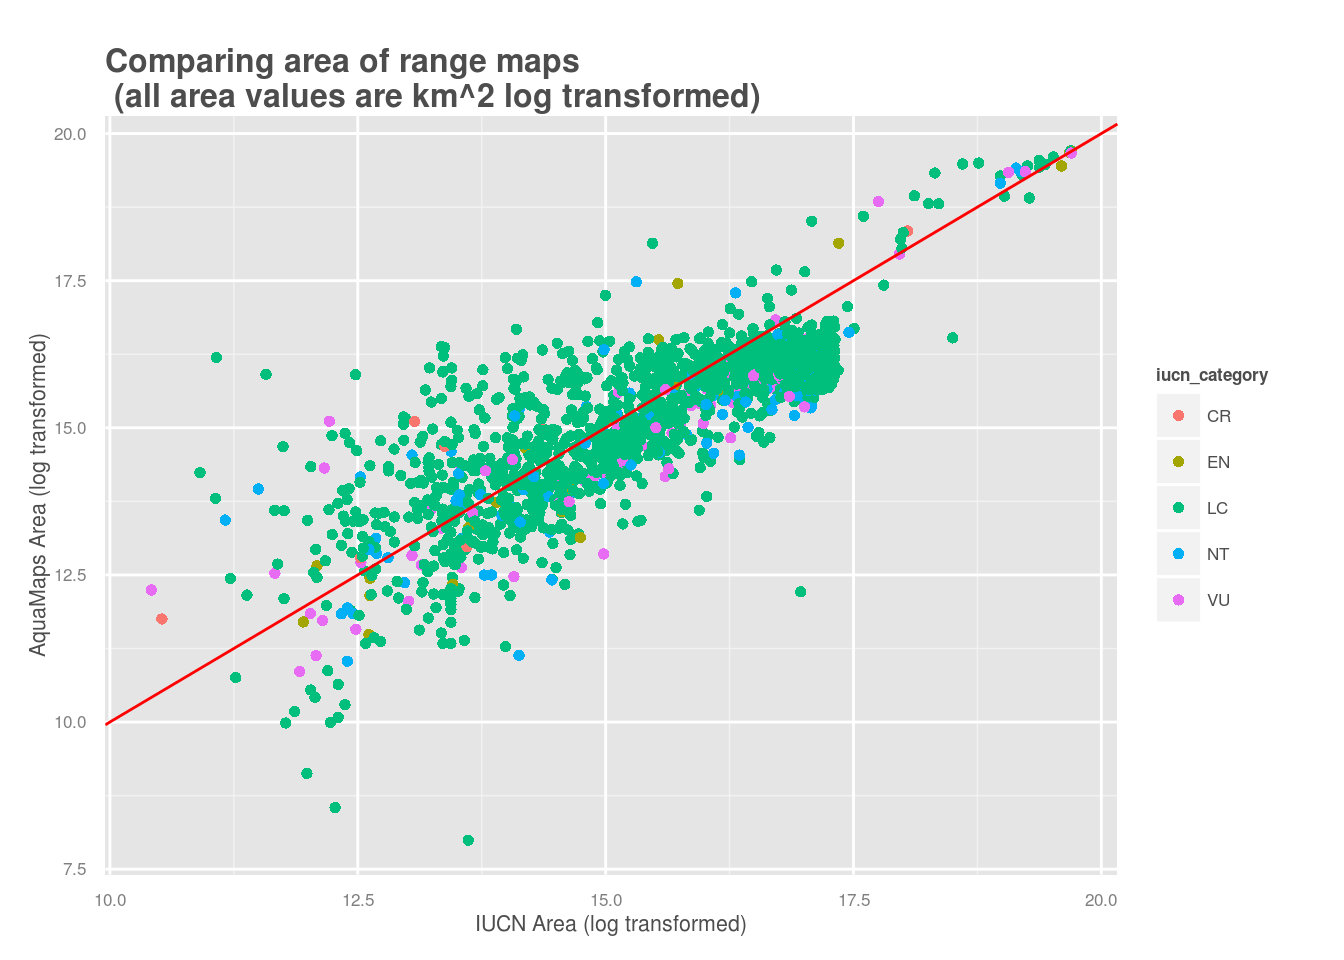 Comparing area of range maps
(all area values are km^2 log transformed)
20.0
17.5
15.0
12.5
10.0
7.5
AquaMaps Area (log transformed)
10.0 12.5 15.0 17.5 20.0
IUCN Area (log transformed)
iucn_category
CR
EN
LC
NT
VU